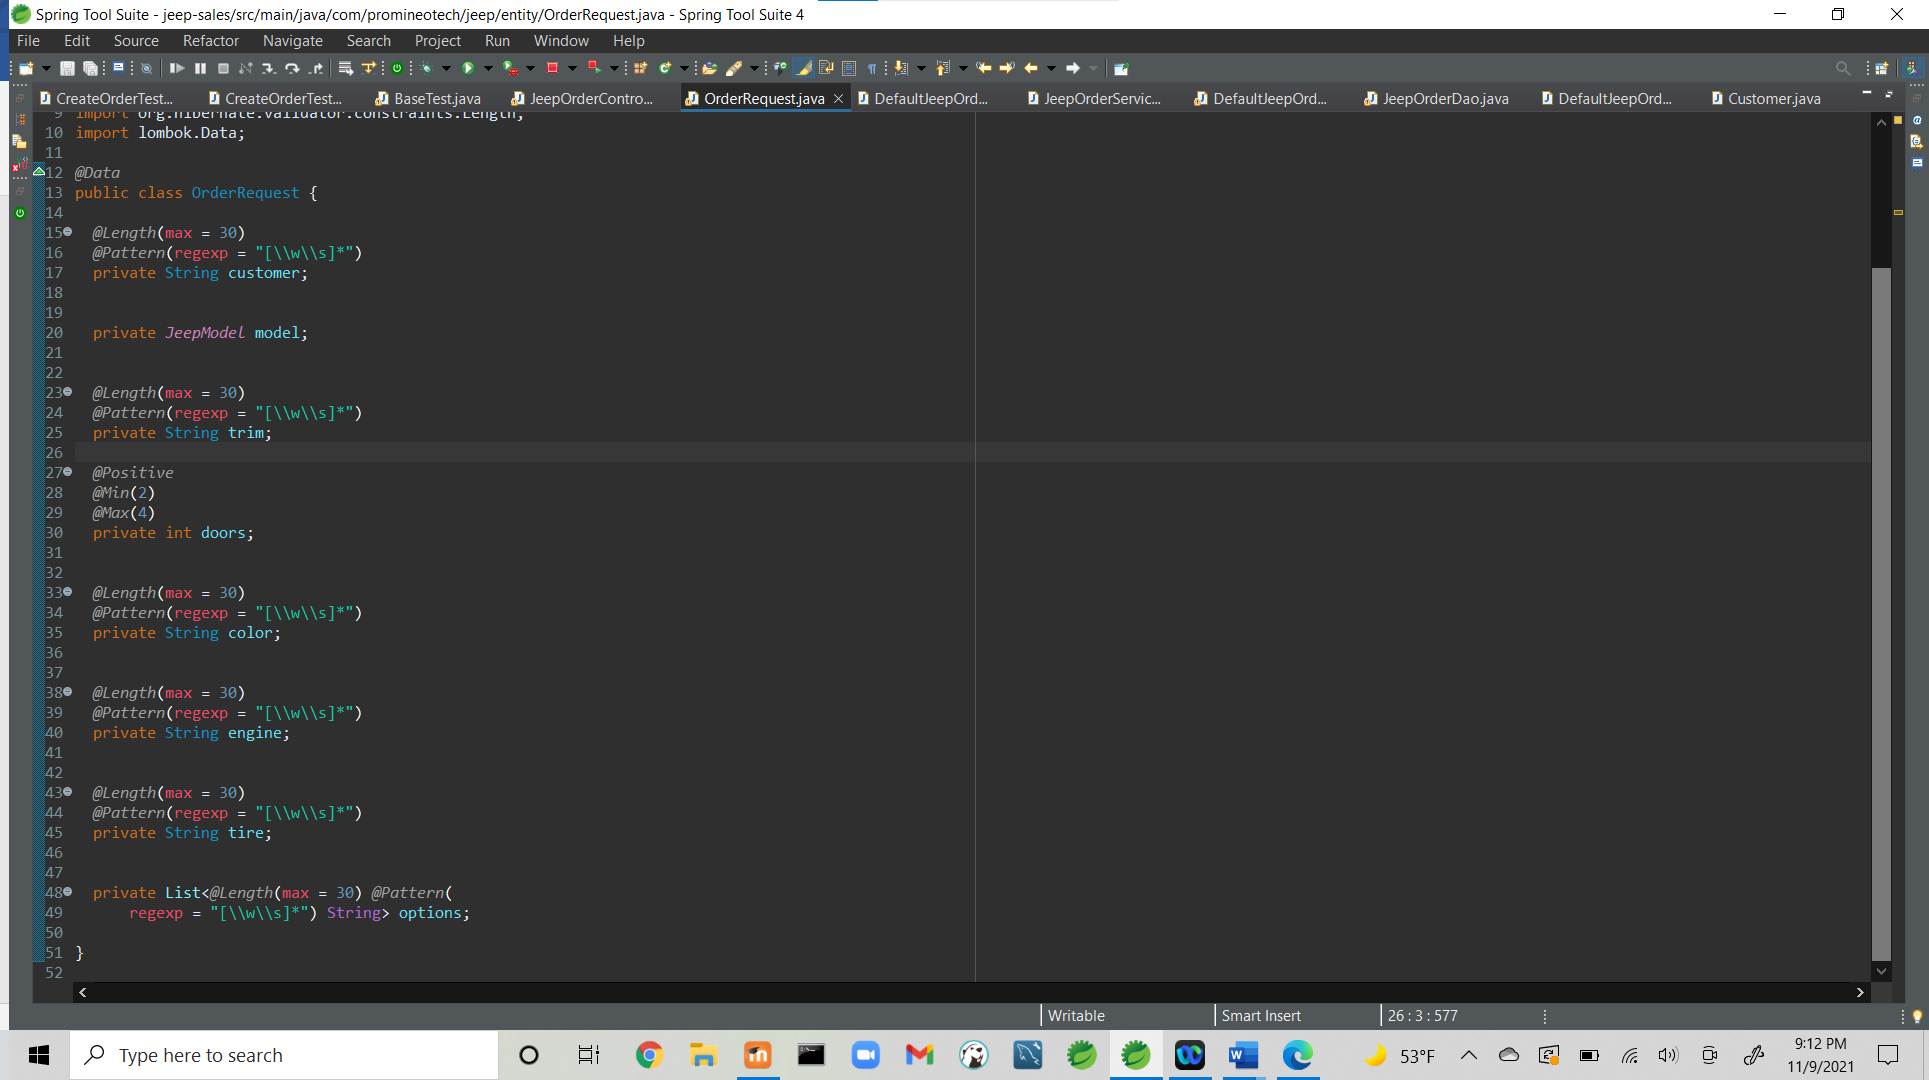 Spring Tool Suite - jeep-sales/src/main/java/com/promineotech/jeep/entity/OrderRequest.java - Spring Tool Suite 4
File Edit Source Refactor Navigate Search Project Run Window Help
CreateOrderTest... CreateOrderTest... BaseTest.java JeepOrderContro... OrderRequest.java DefaultJeepOrd... JeepOrderServic... DefaultJeepOrd... JeepOrderDao.java DefaultJeepOrd... Customer.java
9 import org.hibernate.validator.constraints.Length;
10 import lombok.Data;
11
12 @Data
13 public class OrderRequest {
14
15 @Length(max = 30)
16 @Pattern(regexp = "[\\w\\s]*")
17 private String customer;
18
19
20 private JeepModel model;
21
22
23 @Length(max = 30)
24 @Pattern(regexp = "[\\w\\s]*")
25 private String trim;
26
27 @Positive
28 @Min(2)
29 @Max(4)
30 private int doors;
31
32
33 @Length(max = 30)
34 @Pattern(regexp = "[\\w\\s]*")
35 private String color;
36
37
38 @Length(max = 30)
39 @Pattern(regexp = "[\\w\\s]*")
40 private String engine;
41
42
43 @Length(max = 30)
44 @Pattern(regexp = "[\\w\\s]*")
45 private String tire;
46
47
48 private List<@Length(max = 30) @Pattern(
49 regexp = "[\\w\\s]*") String> options;
50
51 }
52
Writable Smart Insert 26 : 3 : 577
Type here to search
53°F
9:12 PM
11/9/2021